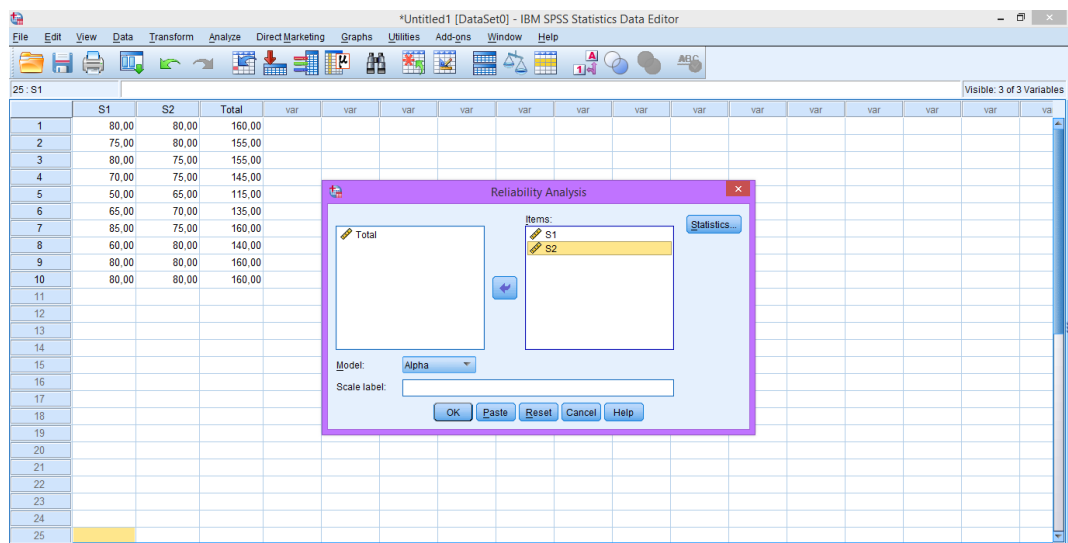 *Untitled1 [DataSet0] - IBM SPSS Statistics Data Editor
File Edit View Data Transform Analyze Direct Marketing Graphs Utilities Add-ons Window Help
25 : S1 Visible: 3 of 3 Variables
S1 S2 Total var var var var var var var var var var var var var va
1 80,00 80,00 160,00
2 75,00 80,00 155,00
3 80,00 75,00 155,00
4 70,00 75,00 145,00
5 50,00 65,00 115,00
6 65,00 70,00 135,00
7 85,00 75,00 160,00
8 60,00 80,00 140,00
9 80,00 80,00 160,00
10 80,00 80,00 160,00
11
12
13
14
15
16
17
18
19
20
21
22
23
24
25
Reliability Analysis
Items:
Total
S1
S2
Statistics...
Model: Alpha
Scale label:
OK Paste Reset Cancel Help